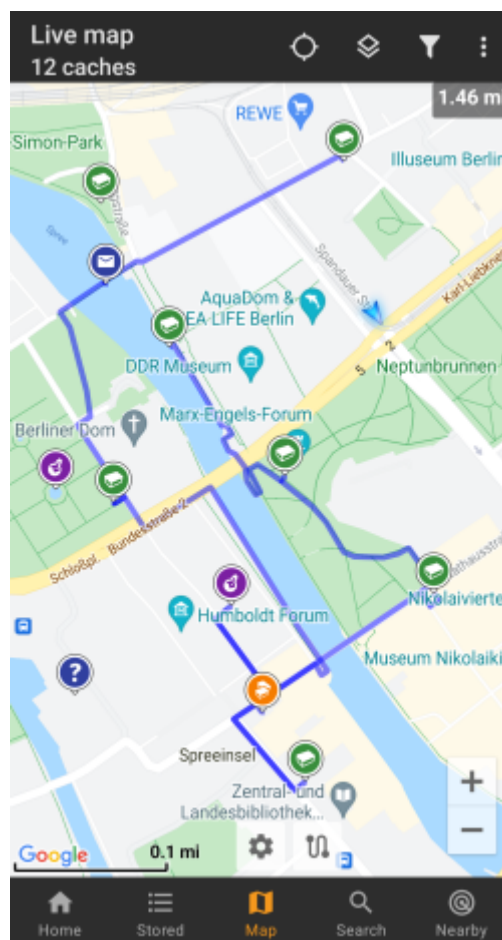 Live map
12 caches
1.46 m
REWE
Simon-Park
Illuseum Berlin
Spree
Spandauer St
Karl-Liebkne
AquaDom &
EA LIFE Berlin
DDR Museum
5 2
Neptunbrunnen
Marx-Engels-Forum
Berliner Dom
Schloßpl.
Bundesstraße 2
athausstr
Nikolaivierte
Humboldt Forum
Museum Nikolaiki
?
Spreeinsel
Zentral- und
Landesbibliothek...
+
−
Google
0.1 mi
Home
Stored
Map
Search
Nearby